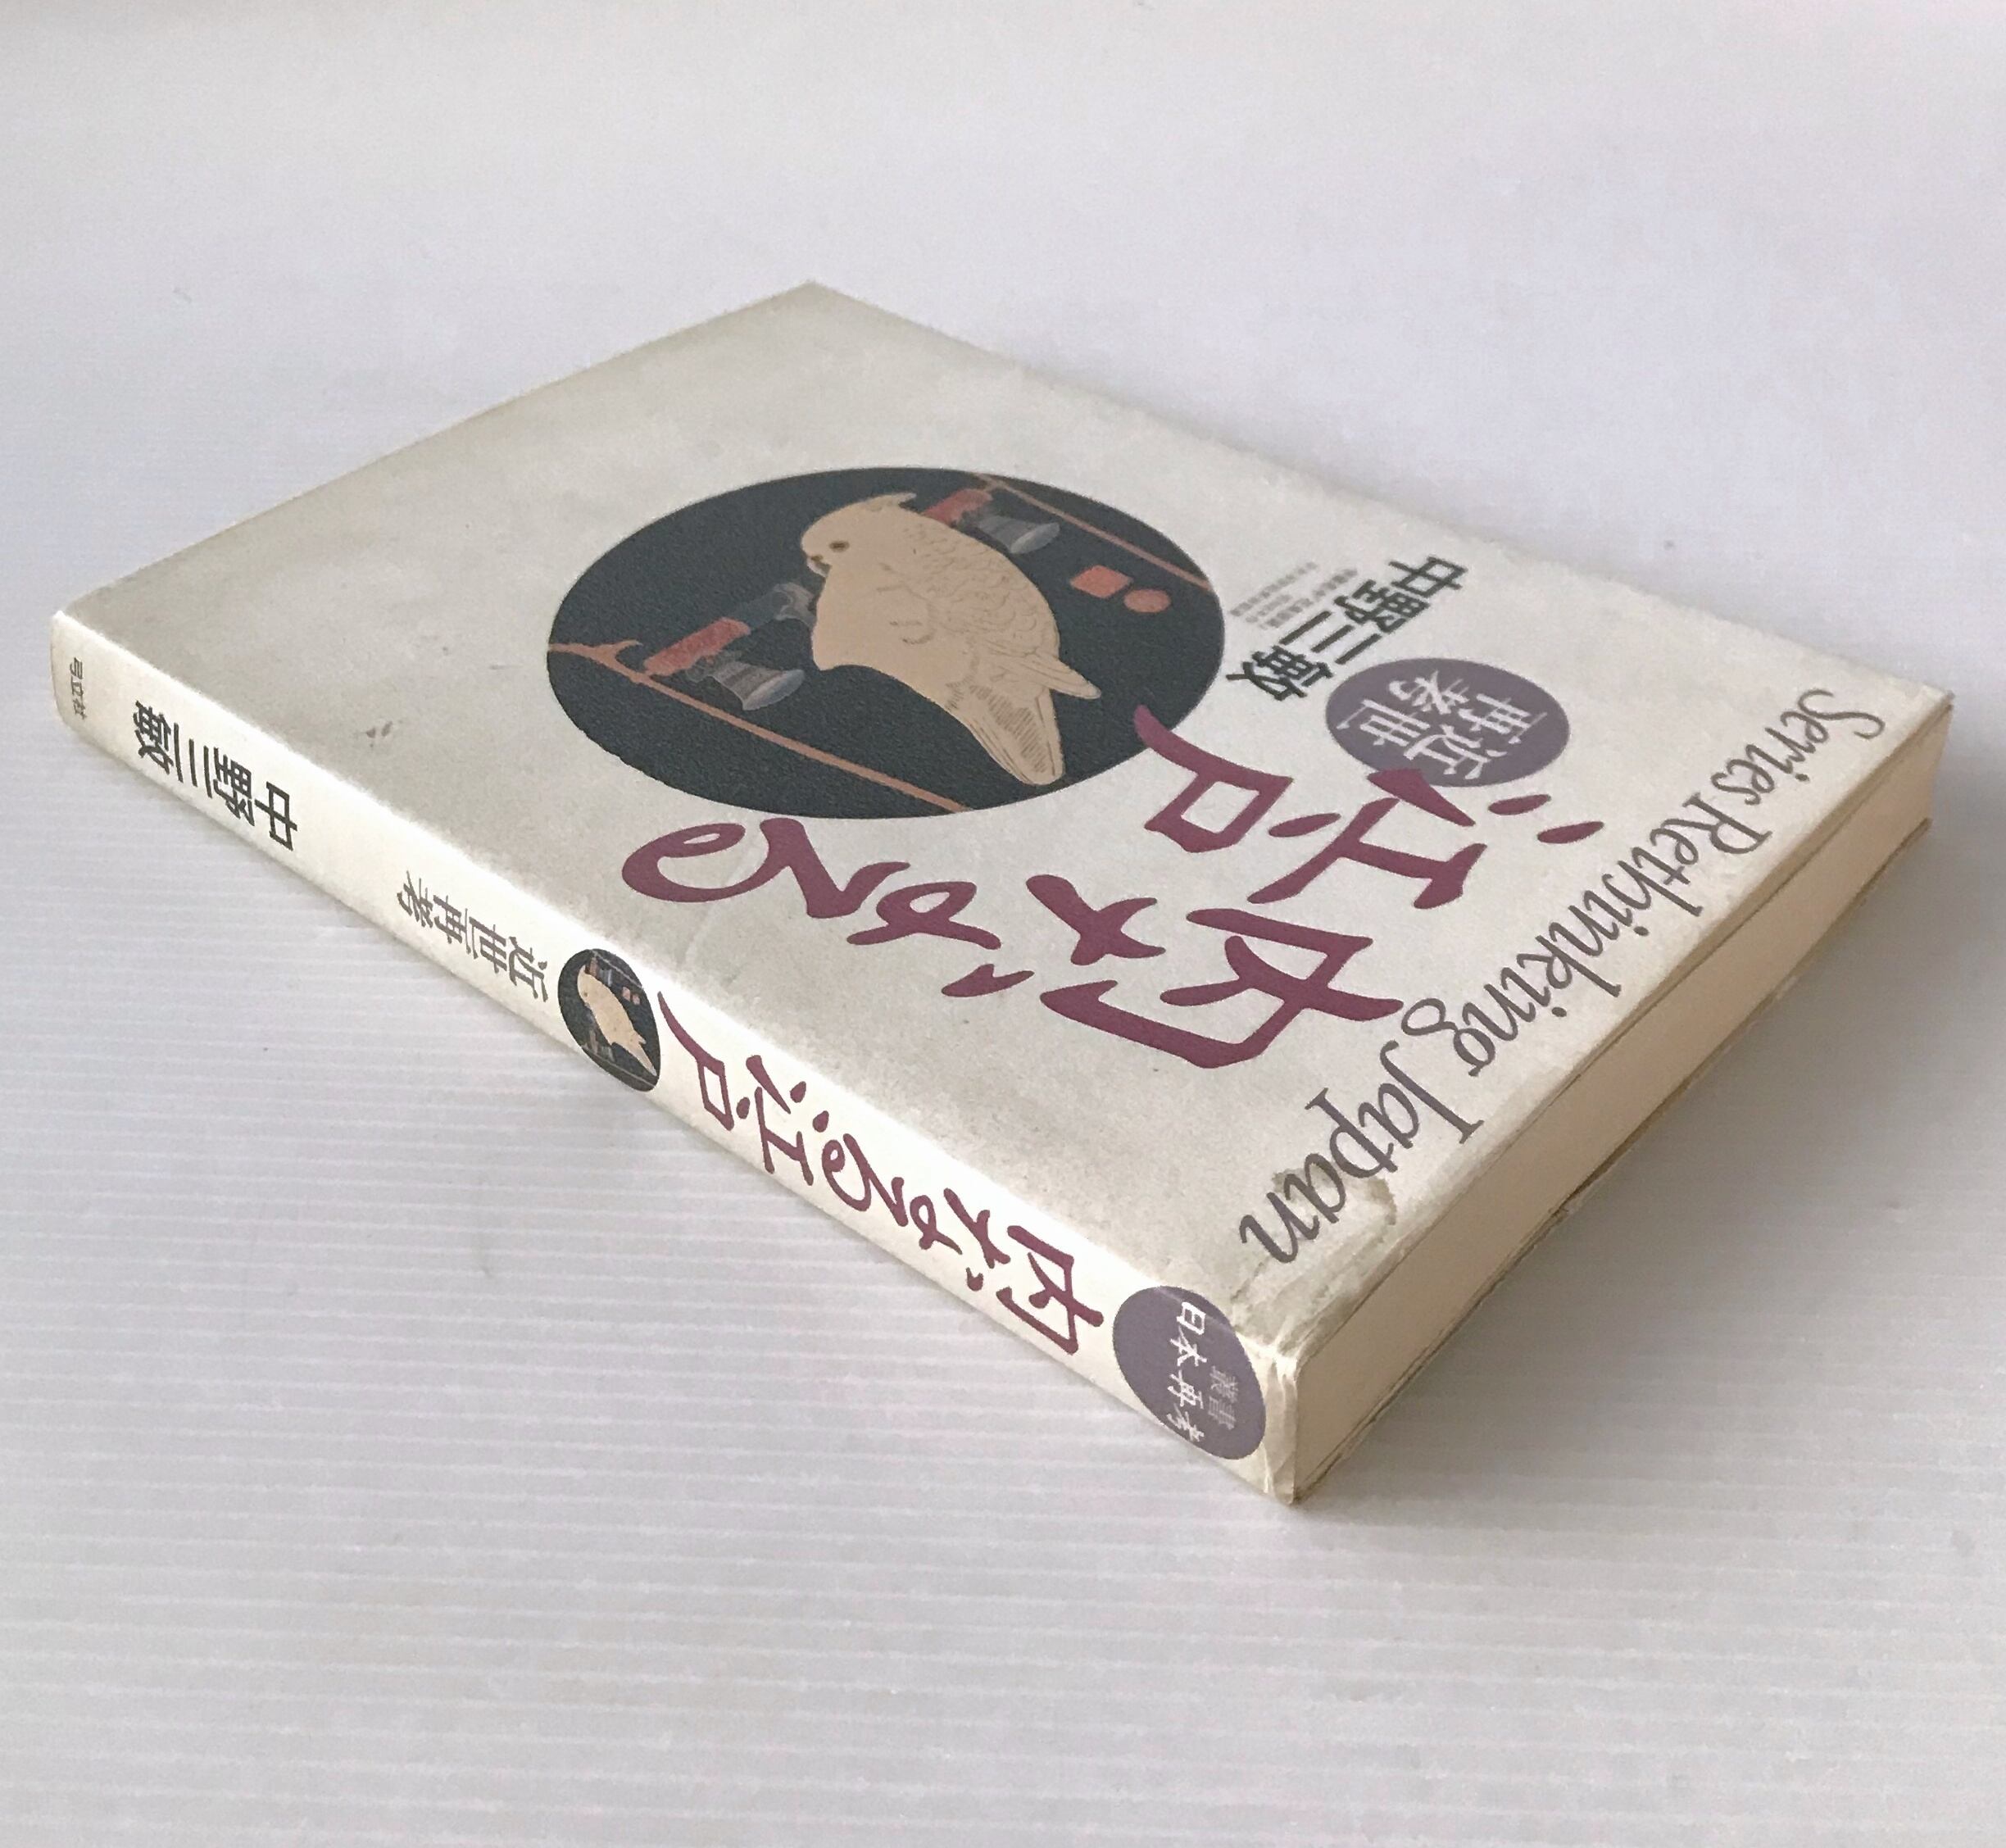 Series Rethinking Japan
内なる
江戸
近世
再考
中野三敏
叢書
日本再考
内なる江戸
近世再考
中野三敏
弓立社